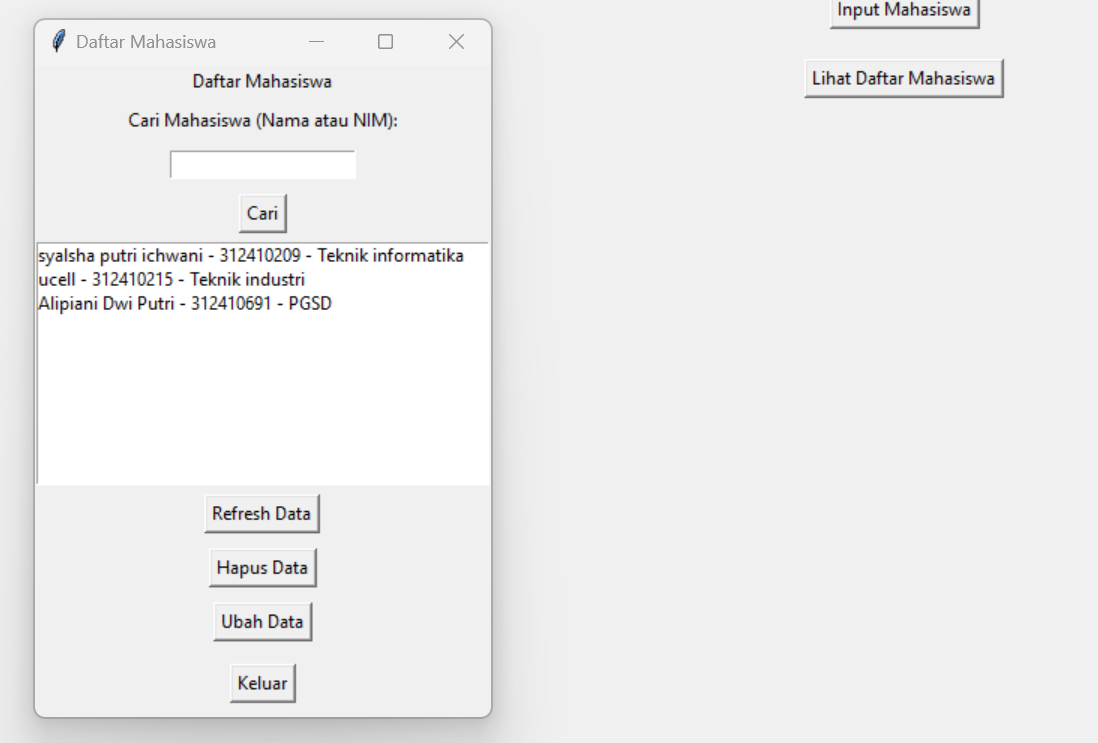 Daftar Mahasiswa
Daftar Mahasiswa
Cari Mahasiswa (Nama atau NIM):
Cari
syalsha putri ichwani - 312410209 - Teknik informatika
ucell - 312410215 - Teknik industri
Alipiani Dwi Putri - 312410691 - PGSD
Refresh Data
Hapus Data
Ubah Data
Keluar
Input Mahasiswa
Lihat Daftar Mahasiswa